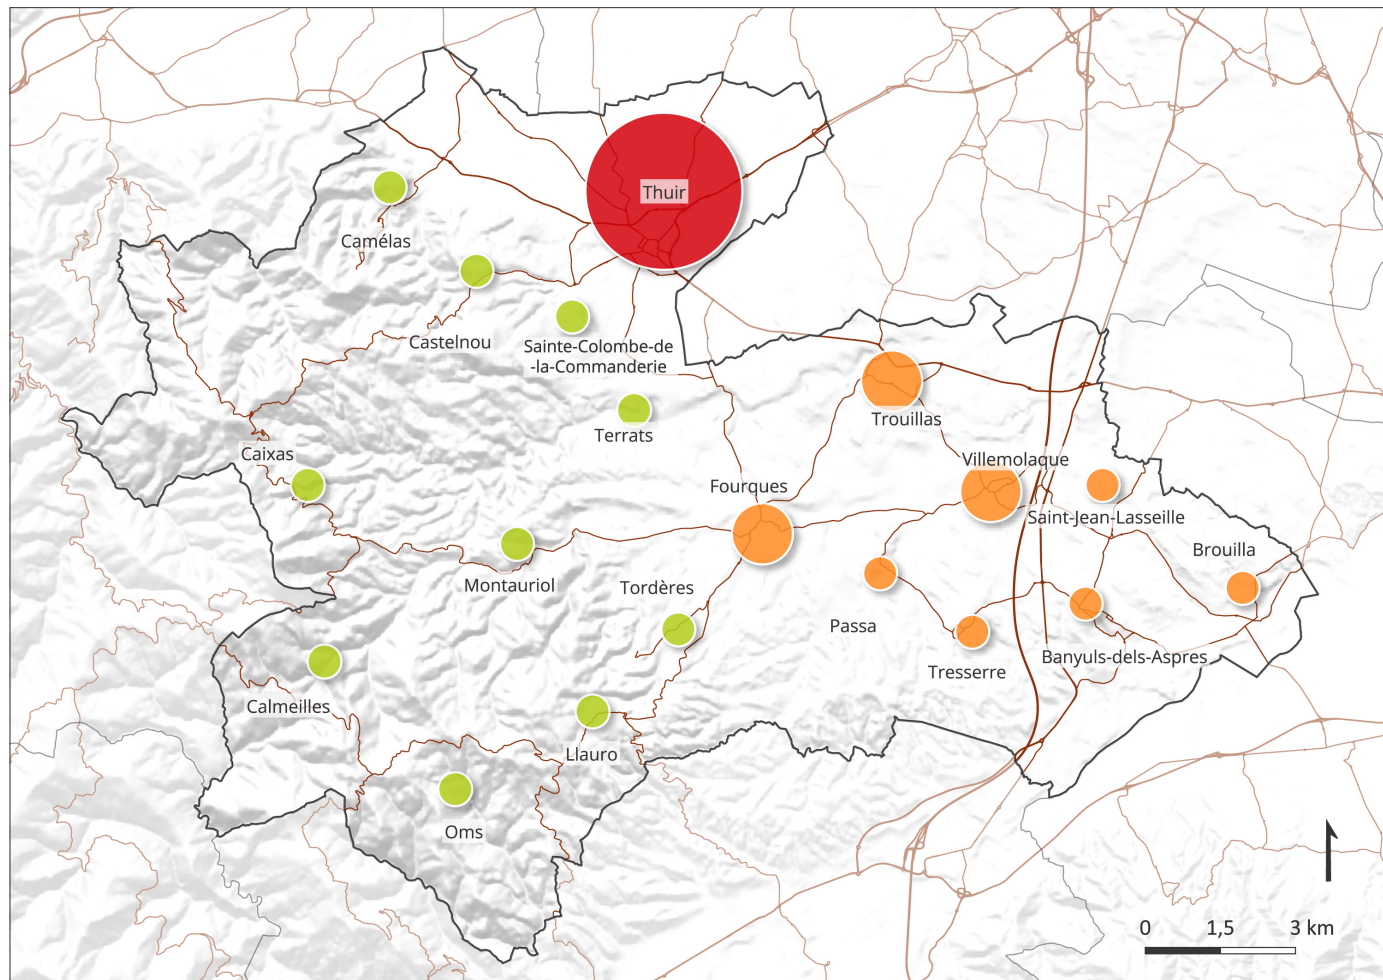 Thuir
Camélas
Castelnou
Sainte-Colombe-de
-la-Commanderie
Terrats
Trouillas
Caixas
Villemolaque
Fourques
Saint-Jean-Lasseille
Brouilla
Montauriol
Tordères
Passa
Banyuls-dels-Aspres
Tresserre
Calmeilles
Llauro
Oms
0 1,5 3 km